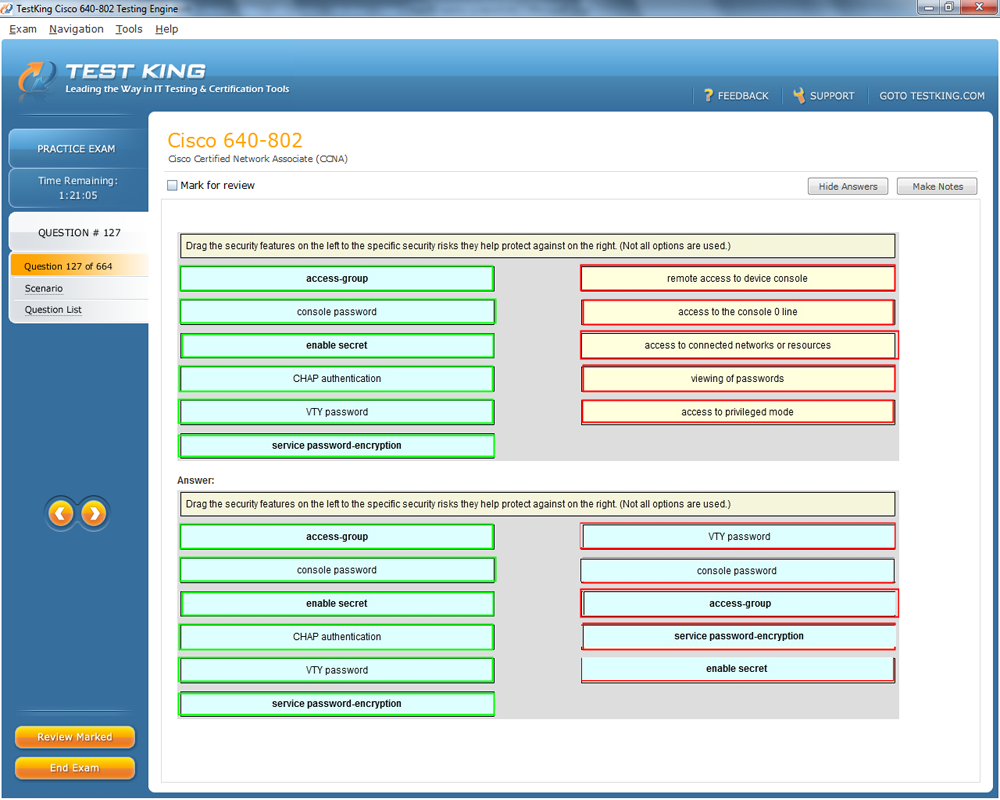 TestKing Cisco 640-802 Testing Engine
Exam Navigation Tools Help
TEST KING
Leading the Way in IT Testing & Certification Tools
? FEEDBACK SUPPORT GOTO TESTKING.COM
PRACTICE EXAM
Time Remaining:
1:21:05
QUESTION # 127
Question 127 of 664
Scenario
Question List
Review Marked
End Exam
Cisco 640-802
Cisco Certified Network Associate (CCNA)
Mark for review
Hide Answers Make Notes
Drag the security features on the left to the specific security risks they help protect against on the right. (Not all options are used.)
access-group remote access to device console
console password access to the console 0 line
enable secret access to connected networks or resources
CHAP authentication viewing of passwords
VTY password access to privileged mode
service password-encryption
Answer:
Drag the security features on the left to the specific security risks they help protect against on the right. (Not all options are used.)
access-group VTY password
console password console password
enable secret access-group
CHAP authentication service password-encryption
VTY password enable secret
service password-encryption